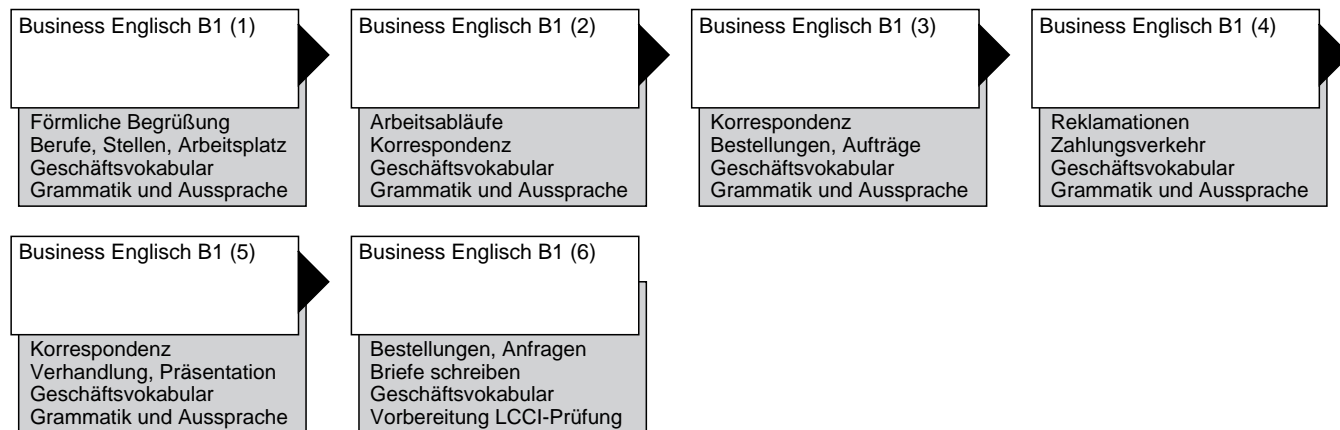 Business Englisch B1 (1)
Förmliche Begrüßung
Berufe, Stellen, Arbeitsplatz
Geschäftsvokabular
Grammatik und Aussprache
Business Englisch B1 (2)
Arbeitsabläufe
Korrespondenz
Geschäftsvokabular
Grammatik und Aussprache
Business Englisch B1 (3)
Korrespondenz
Bestellungen, Aufträge
Geschäftsvokabular
Grammatik und Aussprache
Business Englisch B1 (4)
Reklamationen
Zahlungsverkehr
Geschäftsvokabular
Grammatik und Aussprache
Business Englisch B1 (5)
Korrespondenz
Verhandlung, Präsentation
Geschäftsvokabular
Grammatik und Aussprache
Business Englisch B1 (6)
Bestellungen, Anfragen
Briefe schreiben
Geschäftsvokabular
Vorbereitung LCCI-Prüfung